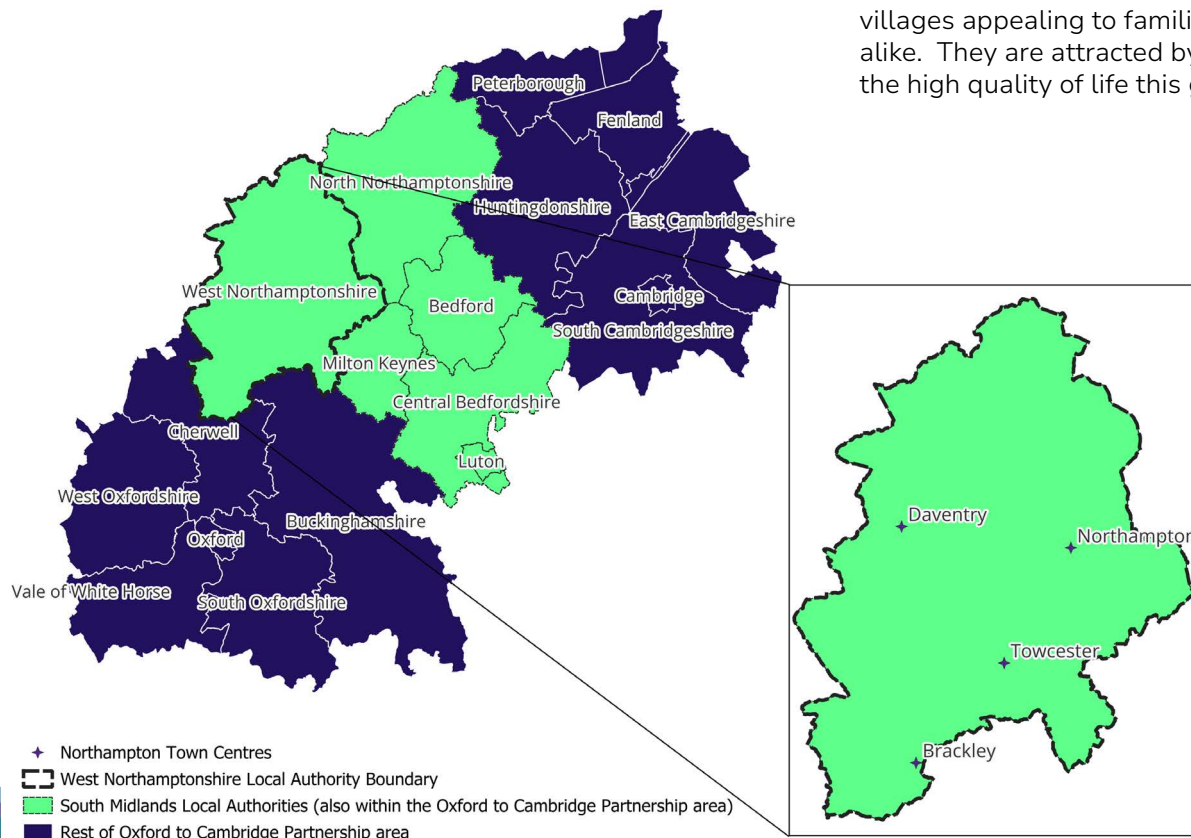 villages appealing to famili
alike. They are attracted by
the high quality of life this
Peterborough
Fenland
North Northamptonshire
Huntingdonshire
East Cambridgeshire
West Northamptonshire
Bedford
Cambridge
South Cambridgeshire
Milton Keynes
Central Bedfordshire
Cherwell
Luton
West Oxfordshire
Buckinghamshire
Oxford
Vale of White Horse
South Oxfordshire
Daventry
Northampton
Towcester
Brackley
Northampton Town Centres
West Northamptonshire Local Authority Boundary
South Midlands Local Authorities (also within the Oxford to Cambridge Partnership area)
Rest of Oxford to Cambridge Partnership area